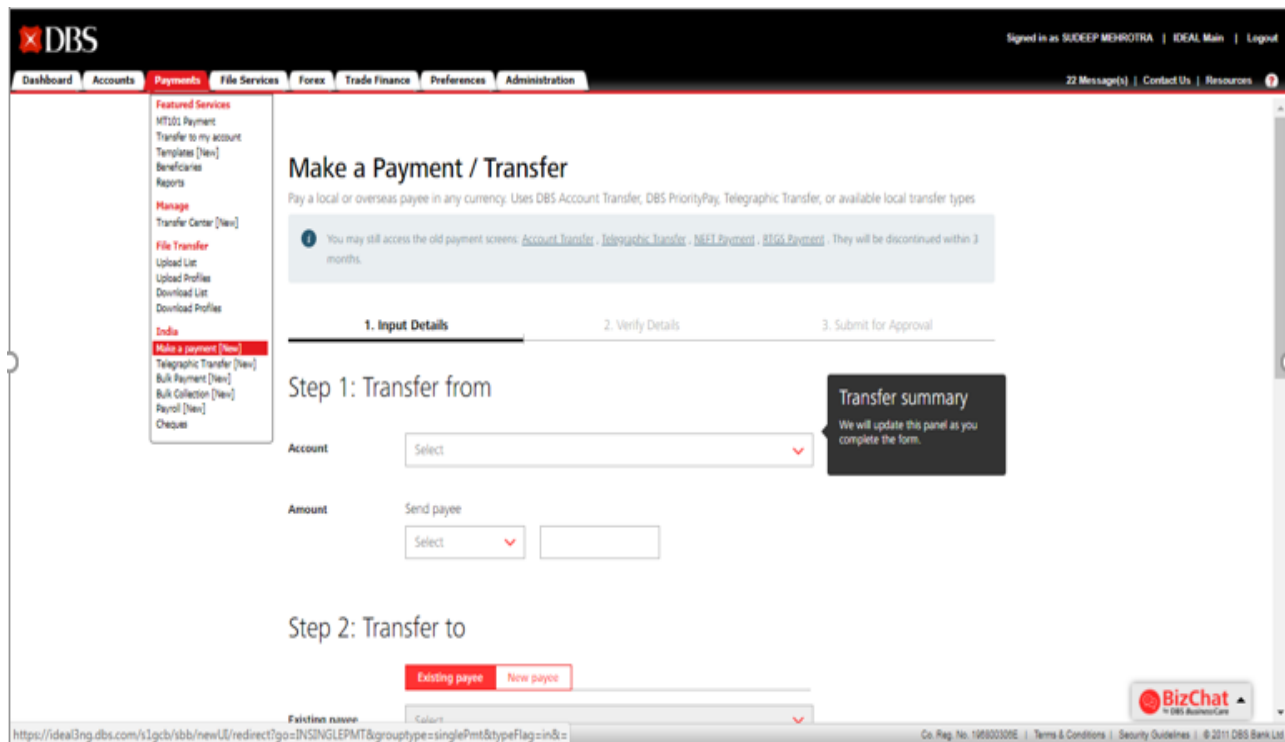 DBS
Signed in as SUDEEP MEHROTRA | IDEAL Main | Logout
Dashboard Accounts Payments File Services Forex Trade Finance Preferences Administration
22 Message(s) | Contact Us | Resources ?
Featured Services
MT101 Payment
Transfer to my account
Templates [New]
Beneficiaries
Reports
Manage
Transfer Center [New]
File Transfer
Upload List
Upload Profiles
Download List
Download Profiles
India
Make a payment [New]
Telegraphic Transfer [New]
Bulk Payment [New]
Bulk Collection [New]
Payroll [New]
Cheques
Make a Payment / Transfer
Pay a local or overseas payee in any currency. Uses DBS Account Transfer, DBS PriorityPay, Telegraphic Transfer, or available local transfer types
i You may still access the old payment screens: Account Transfer , Telegraphic Transfer , NEFT Payment , RTGS Payment . They will be discontinued within 3
months.
1. Input Details 2. Verify Details 3. Submit for Approval
Step 1: Transfer from
Transfer summary
We will update this panel as you
complete the form.
Account Select
Amount Send payee
Select
Step 2: Transfer to
Existing payee New payee
Existing payee Select
BizChat
by DBS BusinessCare
https://ideal3ng.dbs.com/s1gcb/sbb/newUI/redirect?go=INSINGLEPMT&grouptype=singlePmt&typeFlag=in&=
Co. Reg. No. 196800306E | Terms & Conditions | Security Guidelines | © 2011 DBS Bank Ltd